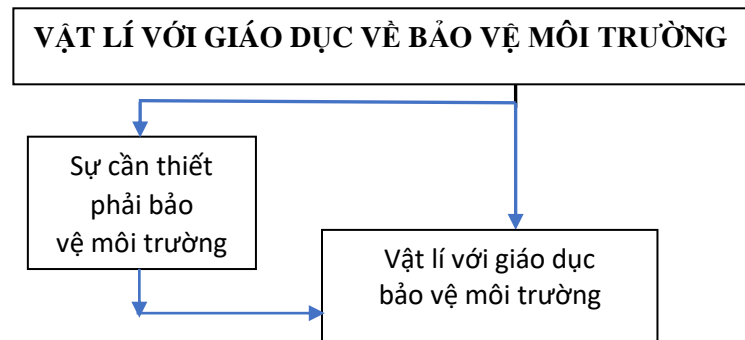 VẬT LÍ VỚI GIÁO DỤC VỀ BẢO VỆ MÔI TRƯỜNG
Sự cần thiết
phải bảo
vệ môi trường
Vật lí với giáo dục
bảo vệ môi trường